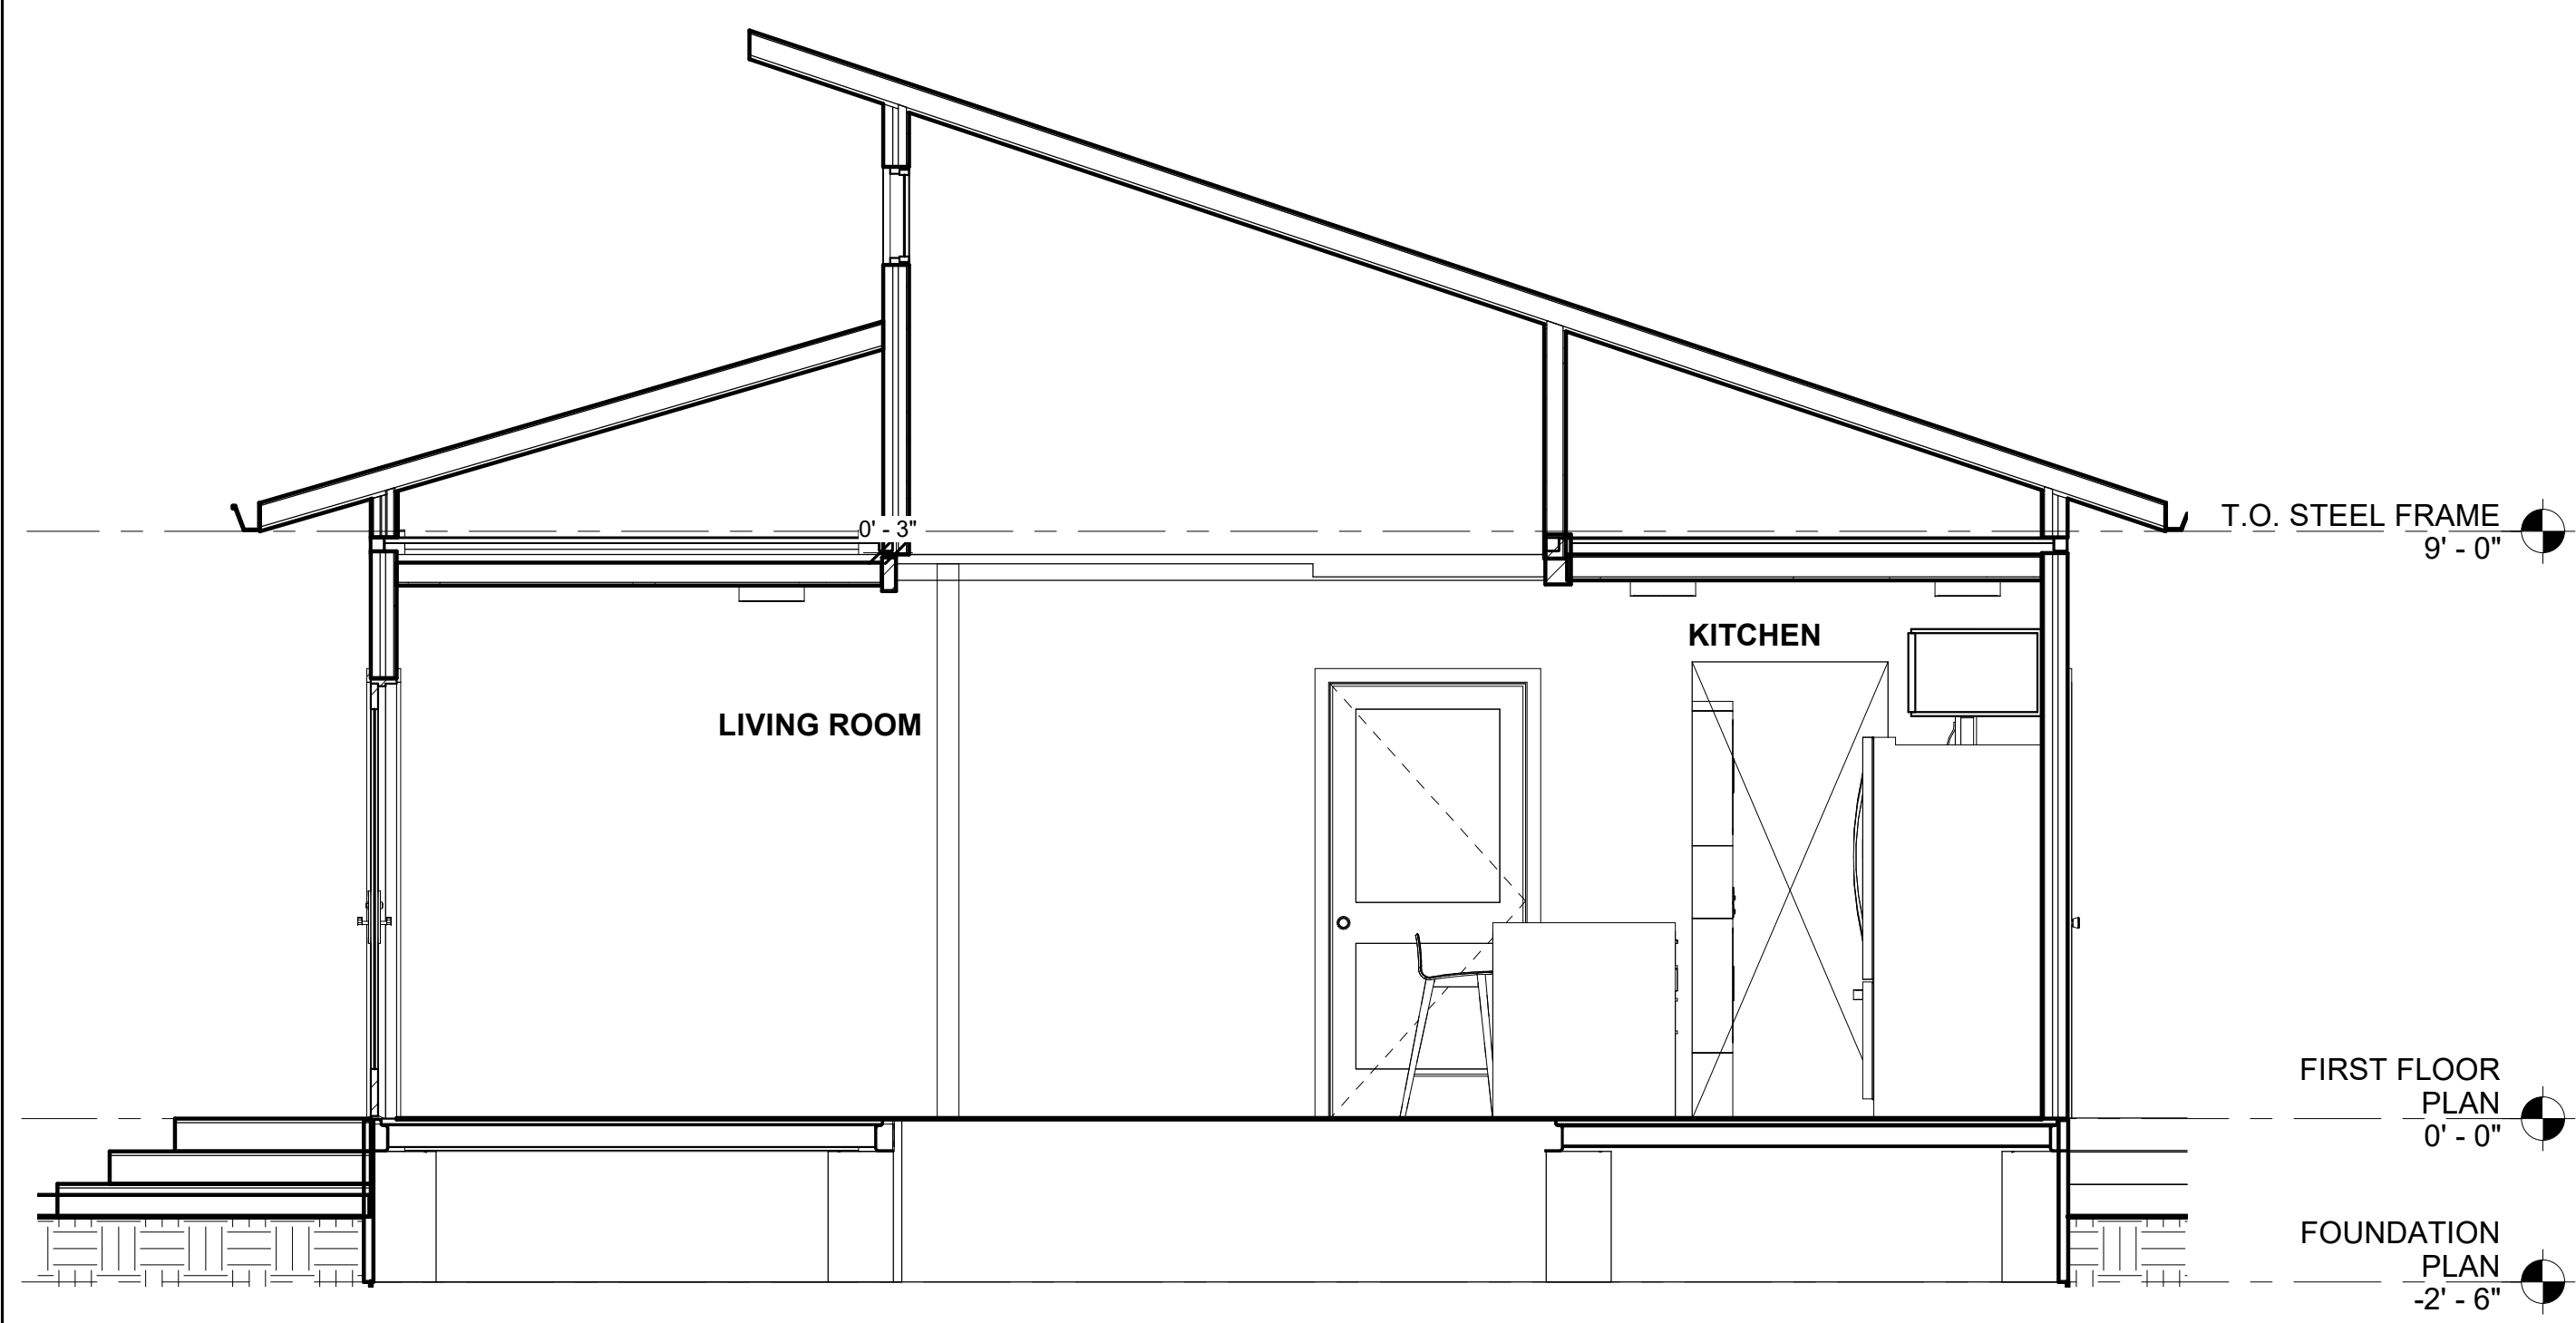 0' - 3"
T.O. STEEL FRAME
9' - 0"
KITCHEN
LIVING ROOM
FIRST FLOOR
PLAN
0' - 0"
FOUNDATION
PLAN
-2' - 6"